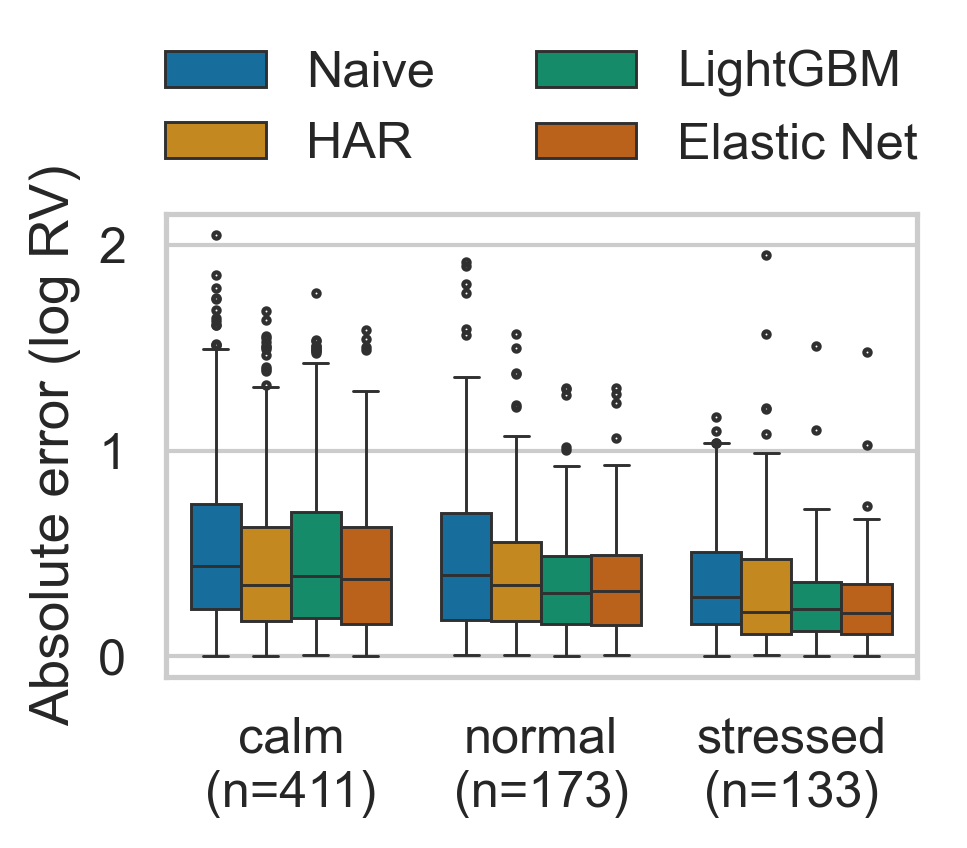 Naive
LightGBM
HAR
Elastic Net
Absolute error (log RV)
2
1
0
calm
(n=411)
normal
(n=173)
stressed
(n=133)